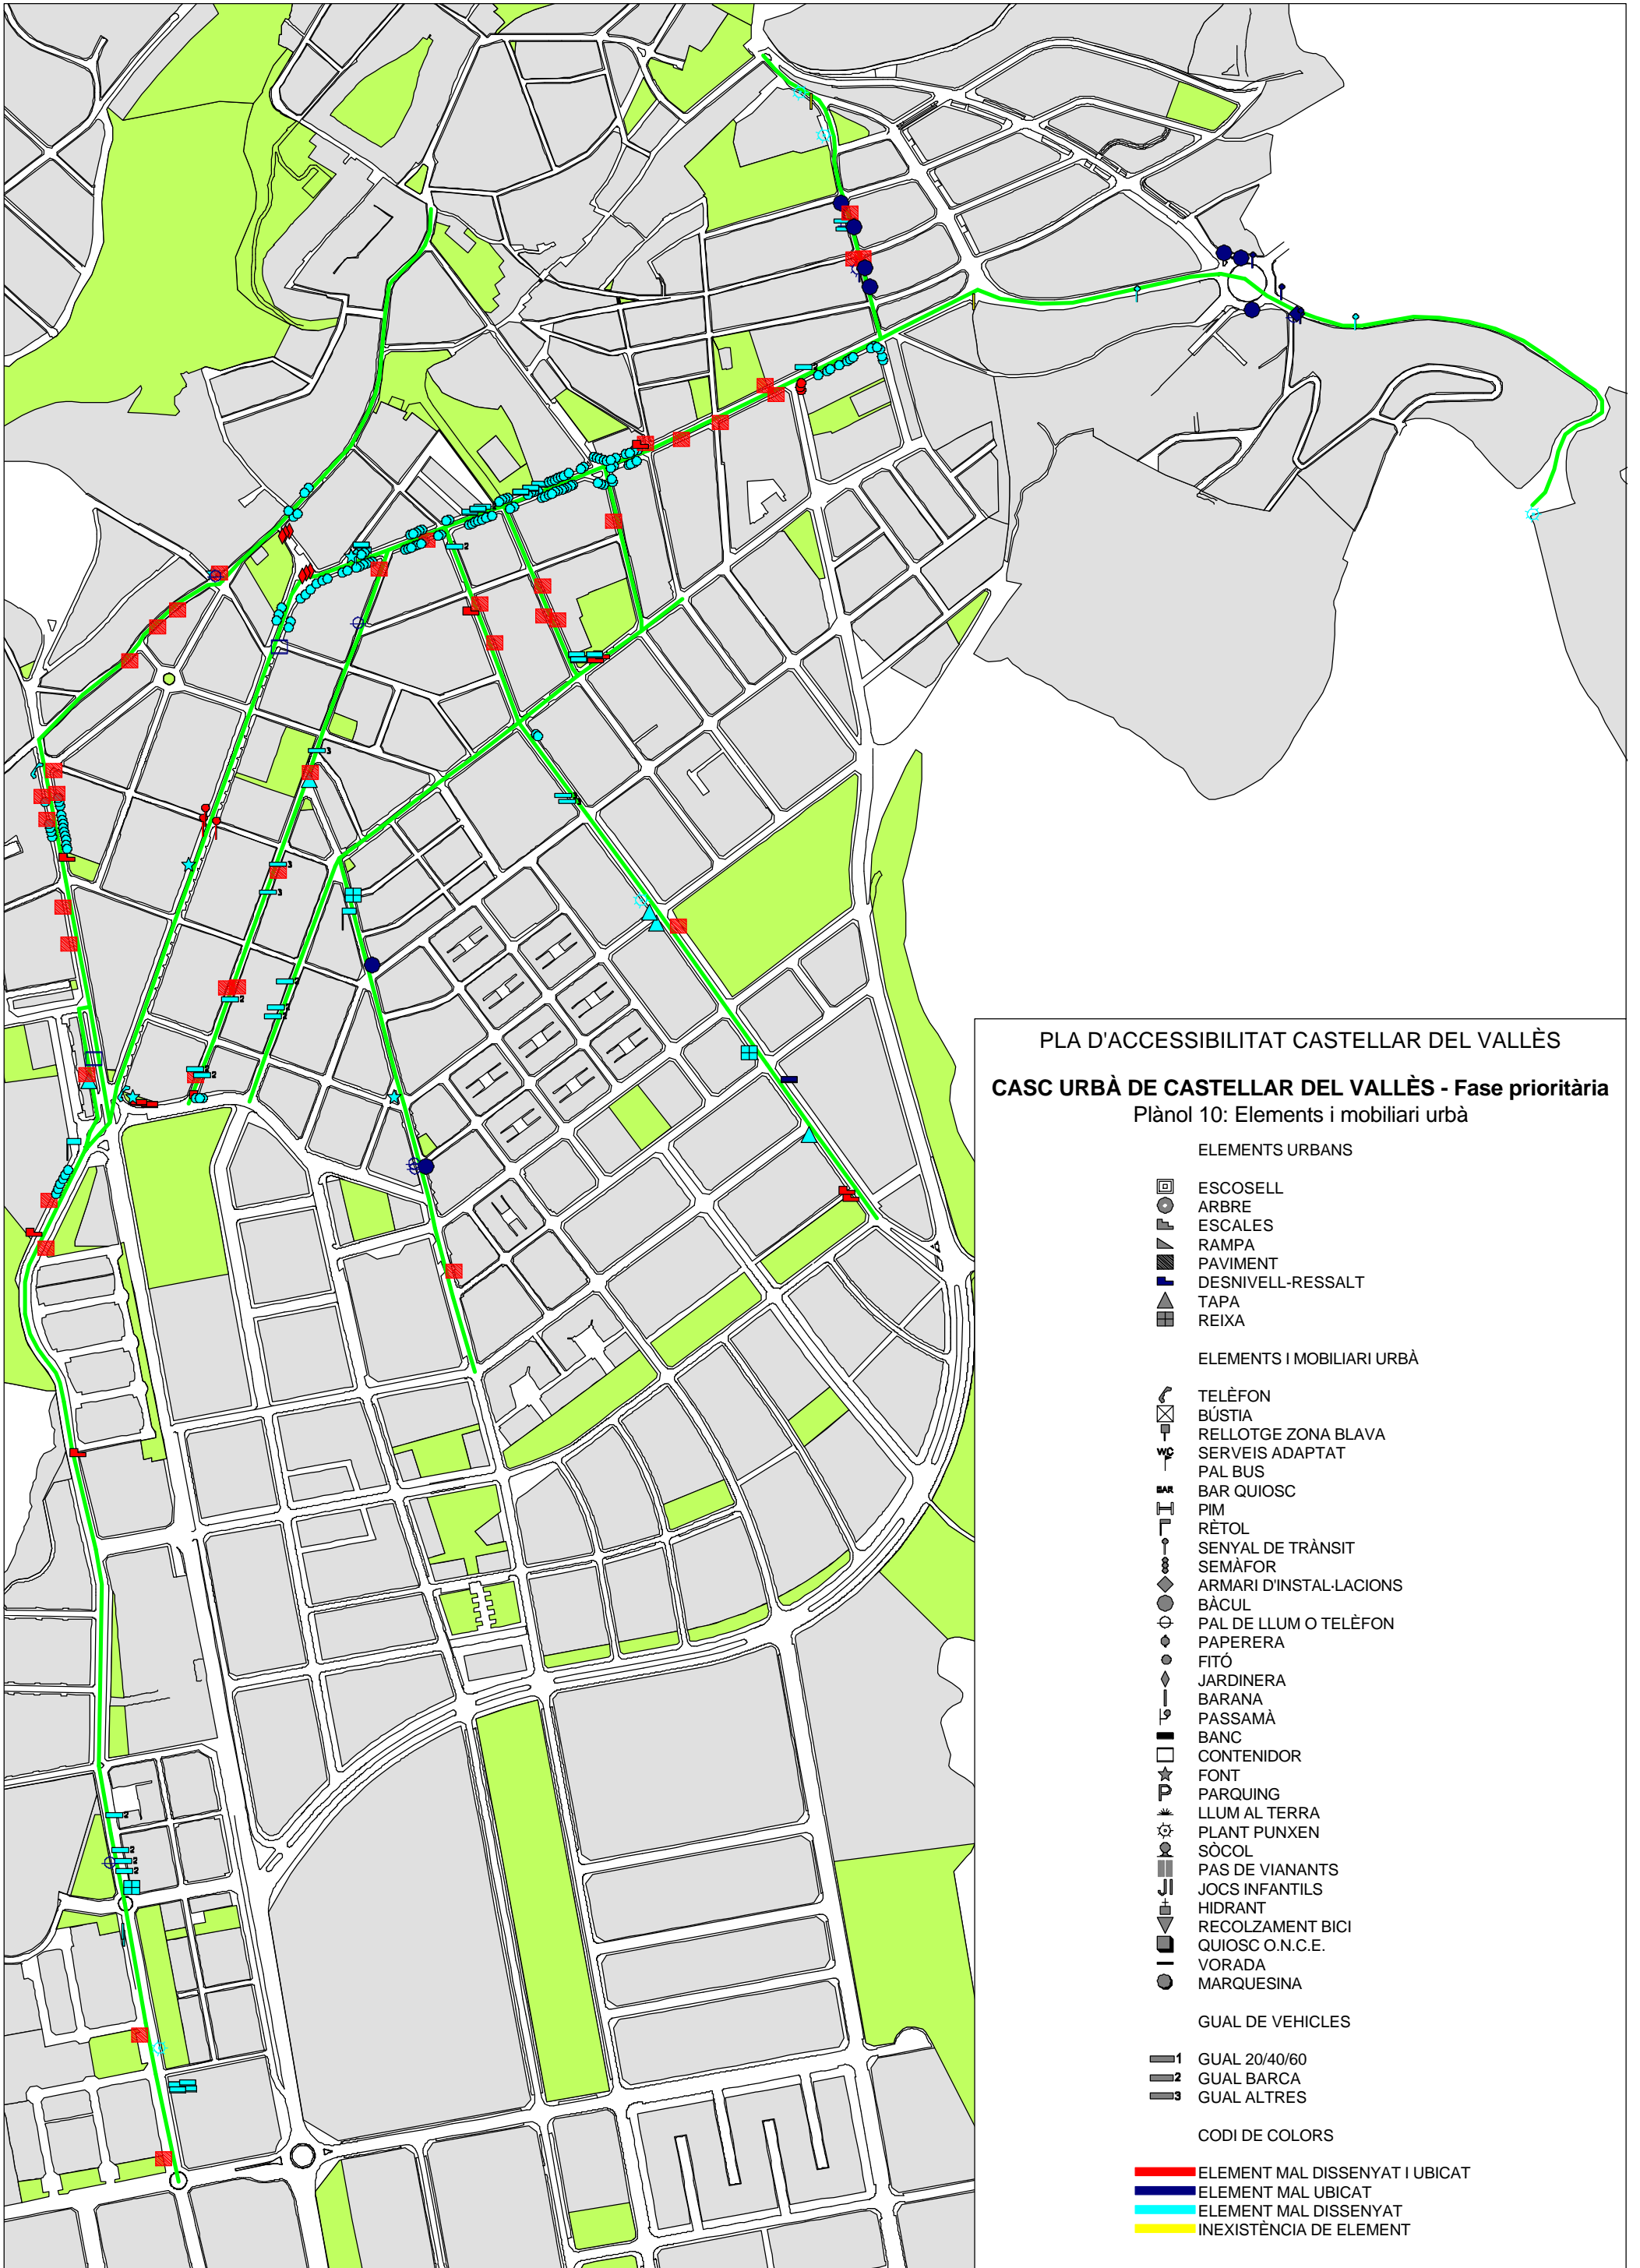 PLA D'ACCESSIBILITAT CASTELLAR DEL VALLÈS
CASC URBÀ DE CASTELLAR DEL VALLÈS - Fase prioritària
Plànol 10: Elements i mobiliari urbà
ELEMENTS URBANS
ESCOSELL
ARBRE
ESCALES
RAMPA
PAVIMENT
DESNIVELL-RESSALT
TAPA
REIXA
ELEMENTS I MOBILIARI URBÀ
TELÈFON
BÚSTIA
RELLOTGE ZONA BLAVA
WC SERVEIS ADAPTAT
PAL BUS
BAR BAR QUIOSC
PIM
RÈTOL
SENYAL DE TRÀNSIT
SEMÀFOR
ARMARI D'INSTAL·LACIONS
BÀCUL
PAL DE LLUM O TELÈFON
PAPERERA
FITÓ
JARDINERA
BARANA
PASSAMÀ
BANC
CONTENIDOR
FONT
P PARQUING
LLUM AL TERRA
PLANT PUNXEN
SÒCOL
PAS DE VIANANTS
JOCS INFANTILS
HIDRANT
RECOLZAMENT BICI
QUIOSC O.N.C.E.
VORADA
MARQUESINA
GUAL DE VEHICLES
1 GUAL 20/40/60
2 GUAL BARCA
3 GUAL ALTRES
CODI DE COLORS
ELEMENT MAL DISSENYAT I UBICAT
ELEMENT MAL UBICAT
ELEMENT MAL DISSENYAT
INEXISTÈNCIA DE ELEMENT